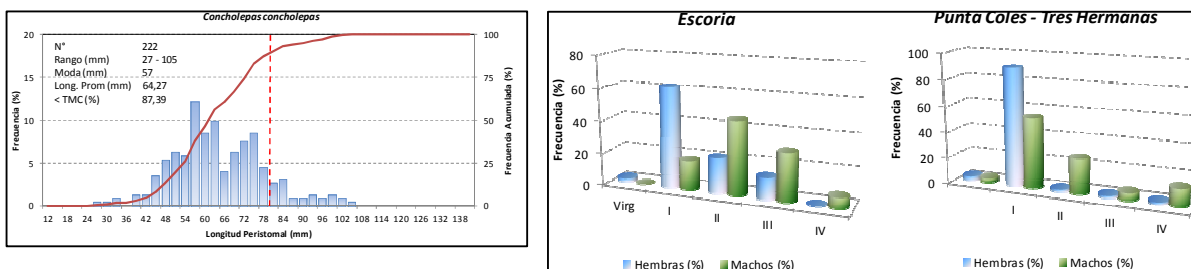 Concholepas concholepas
N° 222
Rango (mm) 27 - 105
Moda (mm) 57
Long. Prom (mm) 64,27
< TMC (%) 87,39
Frecuencia (%)
20
15
10
5
0
Frecuencia Acumulada (%)
100
75
50
25
0
12 18 24 30 36 42 48 54 60 66 72 78 84 90 96 102 108 114 120 126 132 138
Longitud Peristomal (mm)
Escoria
Frecuencia (%)
80
60
40
20
0
Virg I II III IV
Hembras (%) Machos (%)
Punta Coles - Tres Hermanas
Frecuencia (%)
100
80
60
40
20
0
I II III IV
Hembras (%) Machos (%)